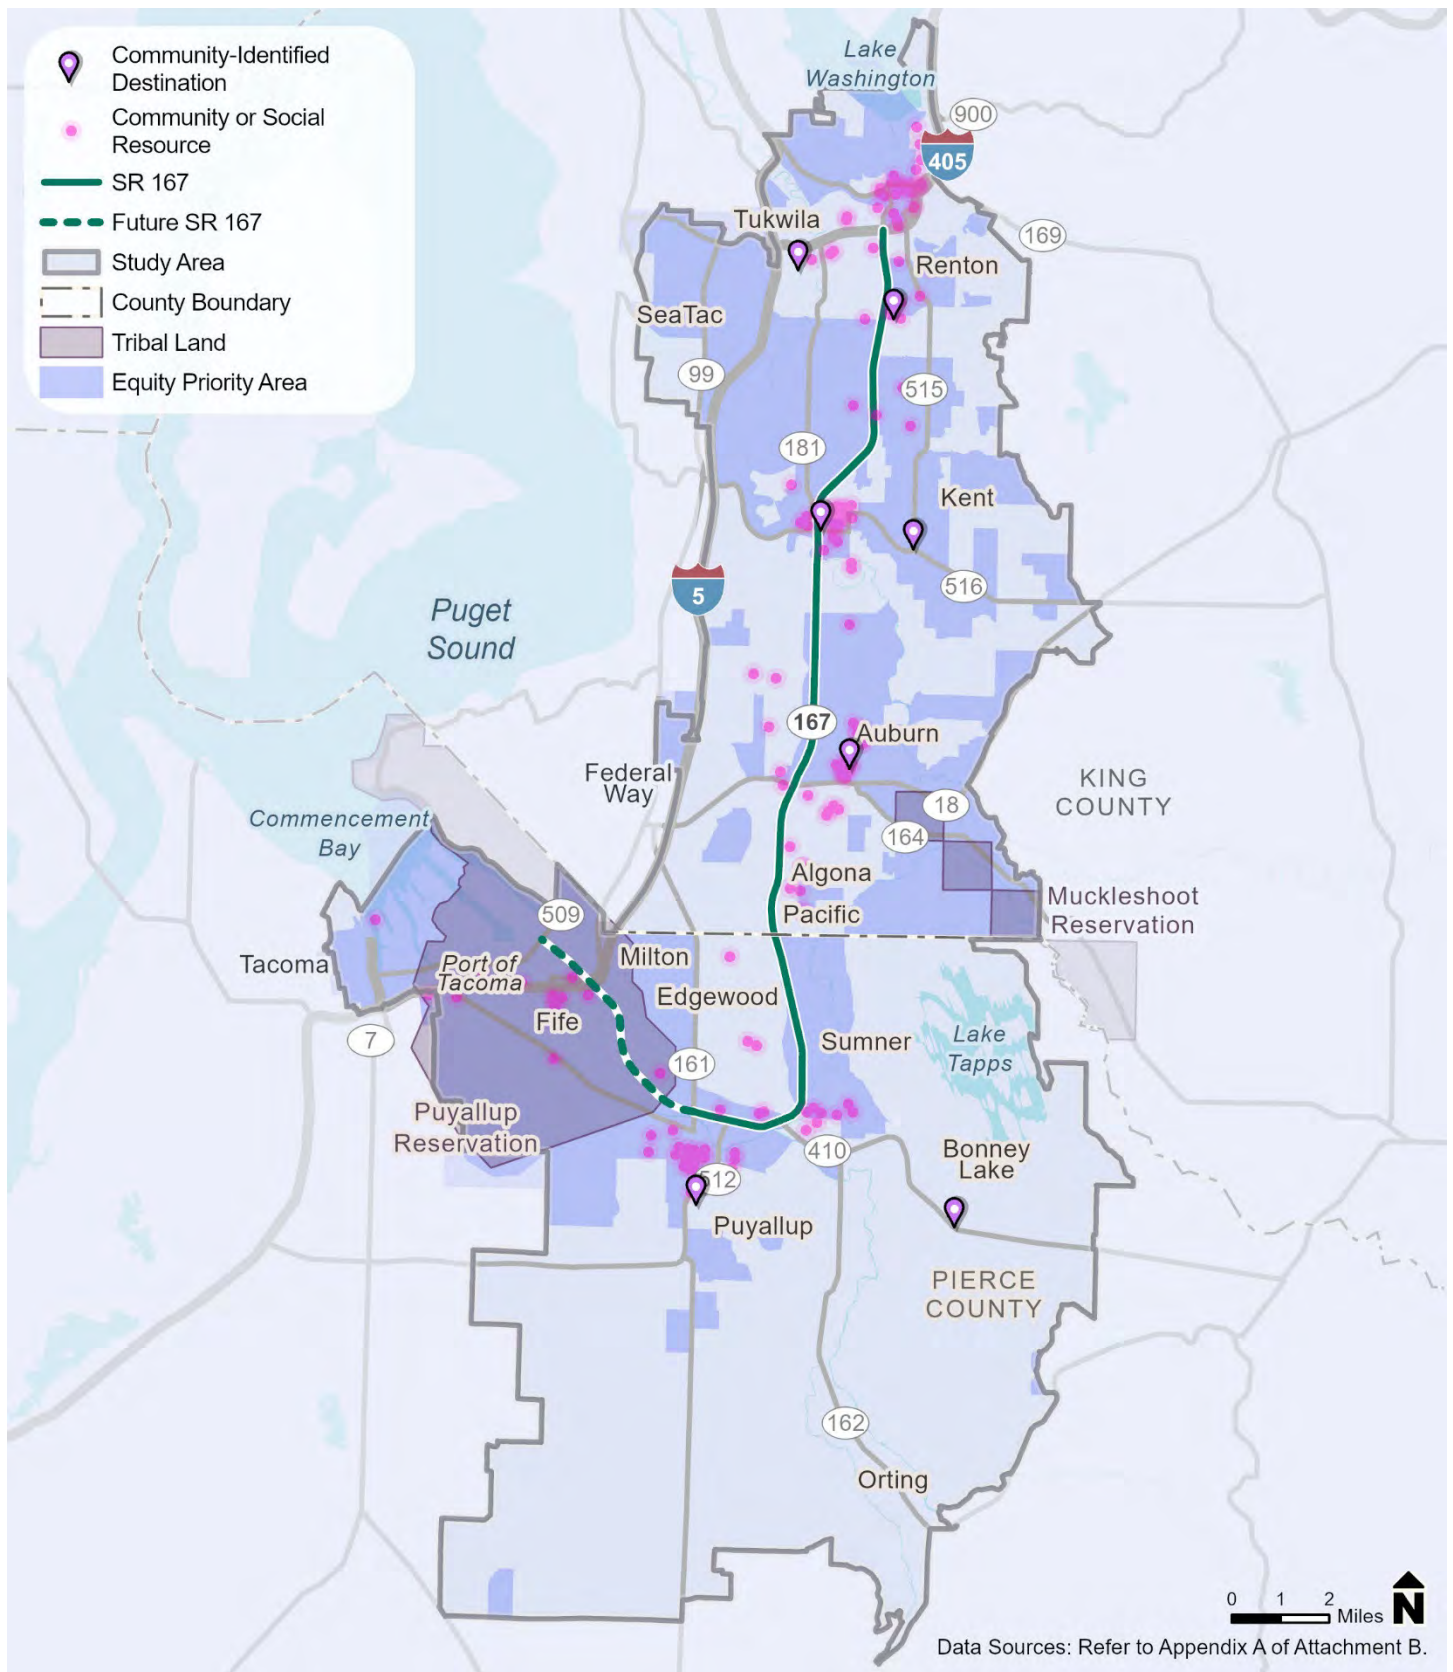 Community-Identified
Destination
Community or Social
Resource
SR 167
Future SR 167
Study Area
County Boundary
Tribal Land
Equity Priority Area
Lake
Washington
900
405
Tukwila
169
Renton
SeaTac
99
515
181
Kent
516
5
Puget
Sound
167
Auburn
Federal
Way
KING
COUNTY
18
164
Commencement
Bay
Algona
Pacific
Muckleshoot
Reservation
509
Tacoma
Port of
Tacoma
Milton
Edgewood
Fife
7
161
Sumner
Lake
Tapps
Puyallup
Reservation
410
Bonney
Lake
512
Puyallup
PIERCE
COUNTY
162
Orting
0 1 2
Miles
N
Data Sources: Refer to Appendix A of Attachment B.